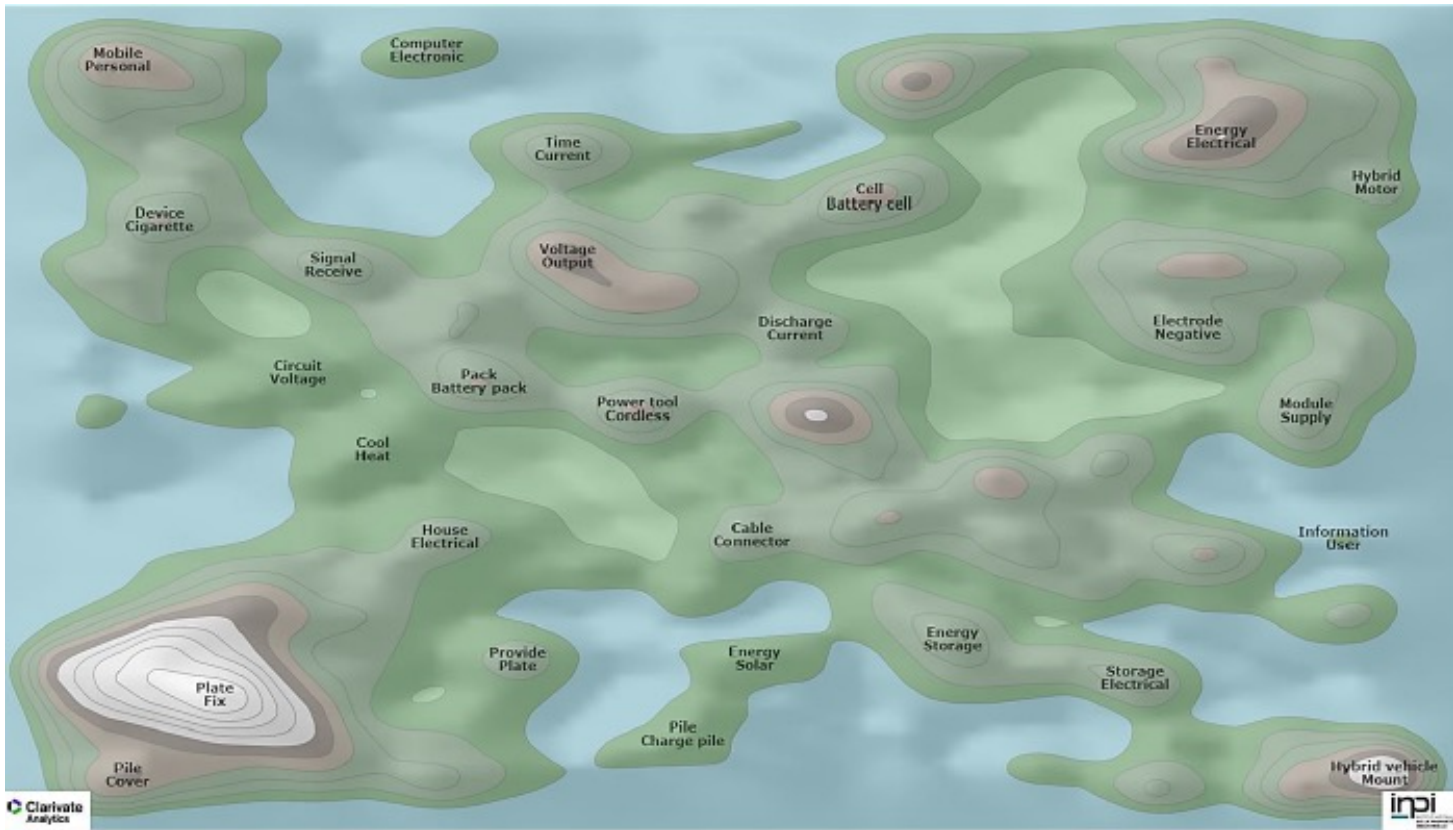 Mobile
Personal
Computer
Electronic
Time
Current
Energy
Electrical
Hybrid
Motor
Cell
Battery cell
Device
Cigarette
Signal
Receive
Voltage
Output
Discharge
Current
Electrode
Negative
Circuit
Voltage
Pack
Battery pack
Power tool
Cordless
Module
Supply
Cool
Heat
House
Electrical
Cable
Connector
Information
User
Provide
Plate
Energy
Solar
Energy
Storage
Storage
Electrical
Plate
Fix
Pile
Charge pile
Pile
Cover
Hybrid vehicle
Mount
Clarivate
Analytics
inpi